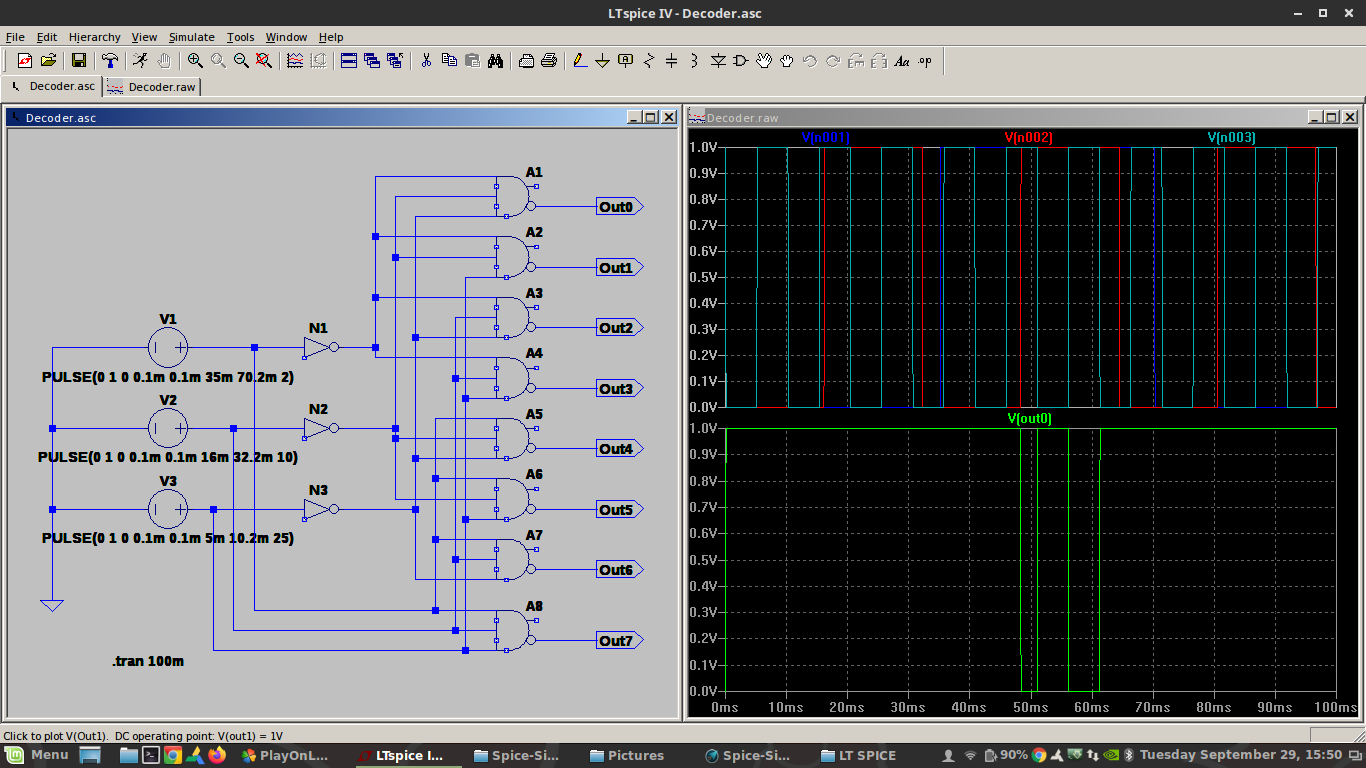 LTspice IV - Decoder.asc
File Edit Hierarchy View Simulate Tools Window Help
Aa .op
Decoder.asc Decoder.raw
Decoder.asc
A1
Out0
A2
Out1
A3
Out2
V1 N1
A4
PULSE(0 1 0 0.1m 0.1m 35m 70.2m 2)
Out3
V2 N2
A5
Out4
PULSE(0 1 0 0.1m 0.1m 16m 32.2m 10)
V3 N3
A6
Out5
PULSE(0 1 0 0.1m 0.1m 5m 10.2m 25)
A7
Out6
A8
Out7
.tran 100m
Decoder.raw
V(n001) V(n002) V(n003)
1.0V
0.9V
0.8V
0.7V
0.6V
0.5V
0.4V
0.3V
0.2V
0.1V
0.0V
V(out0)
1.0V
0.9V
0.8V
0.7V
0.6V
0.5V
0.4V
0.3V
0.2V
0.1V
0.0V
0ms 10ms 20ms 30ms 40ms 50ms 60ms 70ms 80ms 90ms 100ms
Click to plot V(Out1). DC operating point: V(out1) = 1V
Menu PlayOnL... LTspice I... Spice-Si... Pictures Spice-Si... LT SPICE 90% Tuesday September 29, 15:50